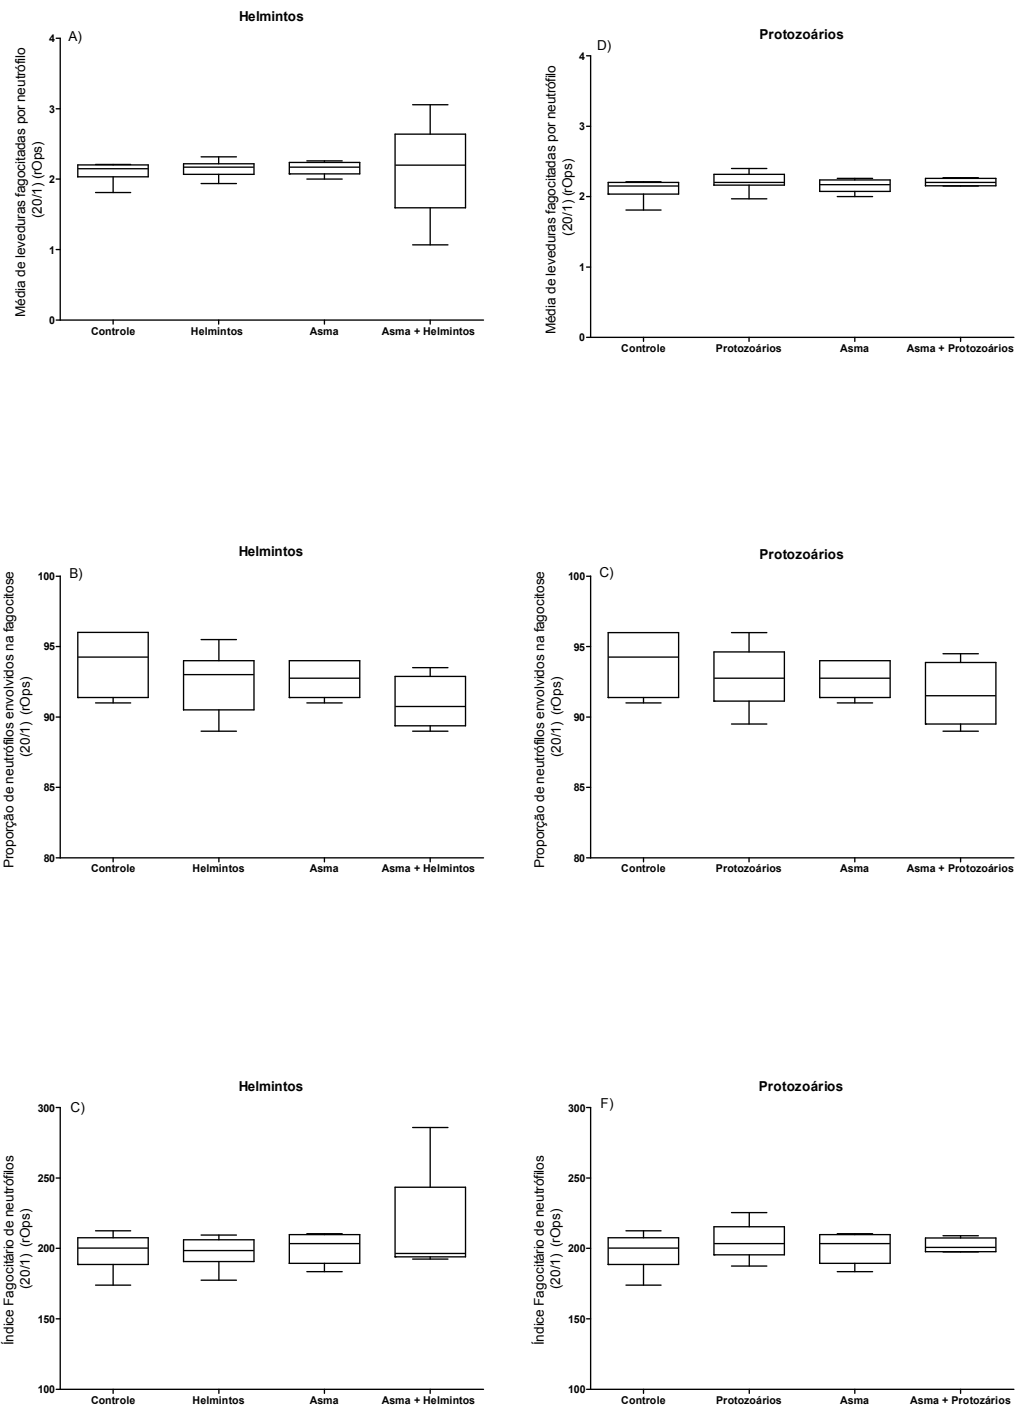 Helmintos
A)
Média de leveduras fagocitadas por neutrófilo
(20/1) (rOps)
4
3
2
1
0
Controle Helmintos Asma Asma + Helmintos
Protozoários
D)
Média de leveduras fagocitadas por neutrófilo
(20/1) (rOps)
4
3
2
1
0
Controle Protozoários Asma Asma + Protozoários
Helmintos
B)
Proporção de neutrófilos envolvidos na fagocitose
(20/1) (rOps)
100
95
90
85
80
Controle Helmintos Asma Asma + Helmintos
Protozoários
C)
Proporção de neutrófilos envolvidos na fagocitose
(20/1) (rOps)
100
95
90
85
80
Controle Protozoários Asma Asma + Protozoários
Helmintos
C)
Índice Fagocitário de neutrófilos
(20/1) (rOps)
300
250
200
150
100
Controle Helmintos Asma Asma + Helmintos
Protozoários
F)
Índice Fagocitário de neutrófilos
(20/1) (rOps)
300
250
200
150
100
Controle Protozoários Asma Asma + Protozários